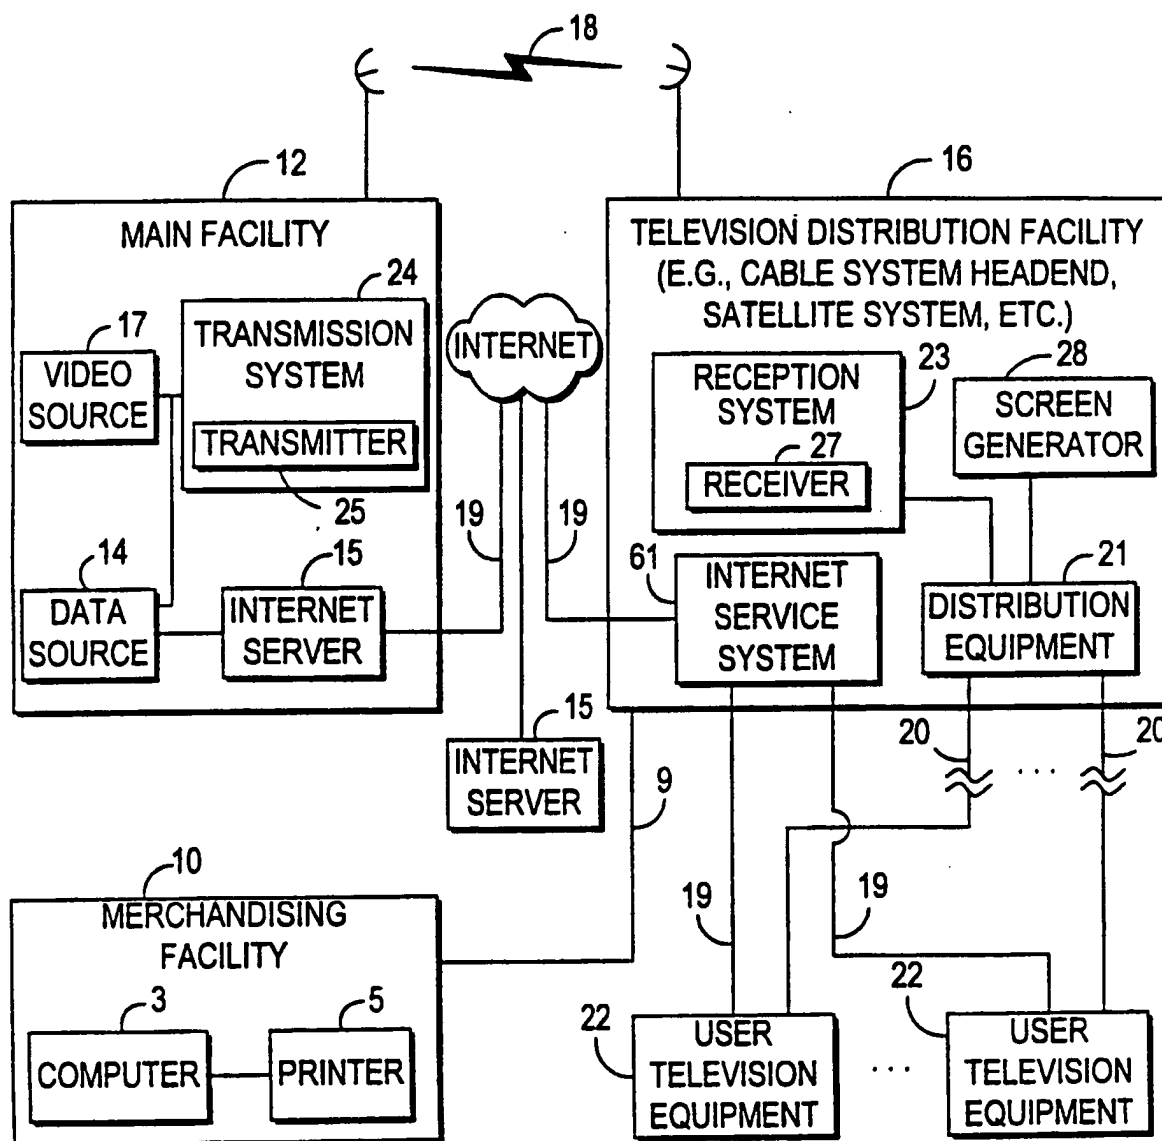 18
12
16
MAIN FACILITY
TELEVISION DISTRIBUTION FACILITY
(E.G., CABLE SYSTEM HEADEND,
SATELLITE SYSTEM, ETC.)
24
17
TRANSMISSION
SYSTEM
VIDEO
SOURCE
TRANSMITTER
25
INTERNET
RECEPTION
SYSTEM
23
27
RECEIVER
28
SCREEN
GENERATOR
19
19
14
DATA
SOURCE
15
INTERNET
SERVER
61
INTERNET
SERVICE
SYSTEM
21
DISTRIBUTION
EQUIPMENT
15
INTERNET
SERVER
9
20
. . .
20
10
MERCHANDISING
FACILITY
3
COMPUTER
5
PRINTER
19
19
22
USER
TELEVISION
EQUIPMENT
. . .
22
USER
TELEVISION
EQUIPMENT